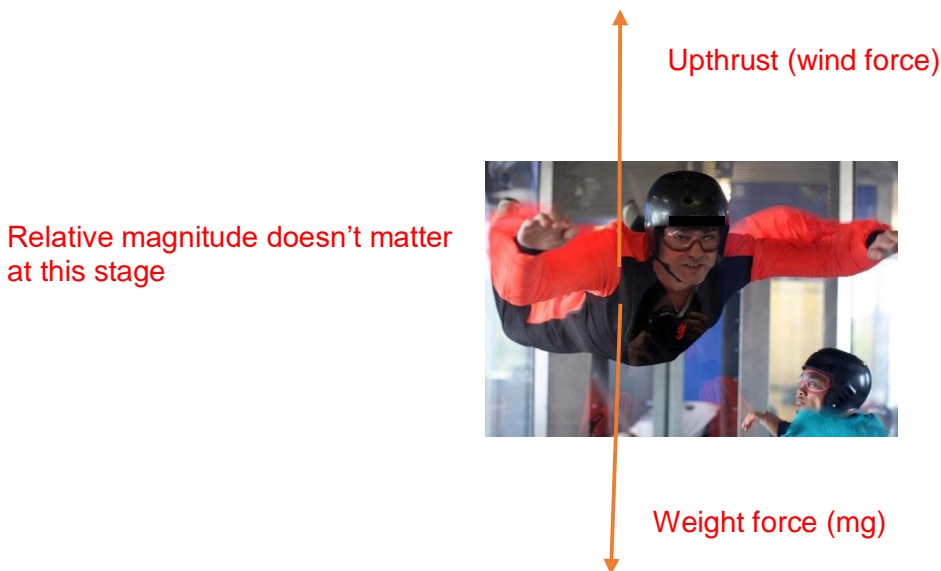 Upthrust (wind force)
Relative magnitude doesn’t matter
at this stage
Weight force (mg)